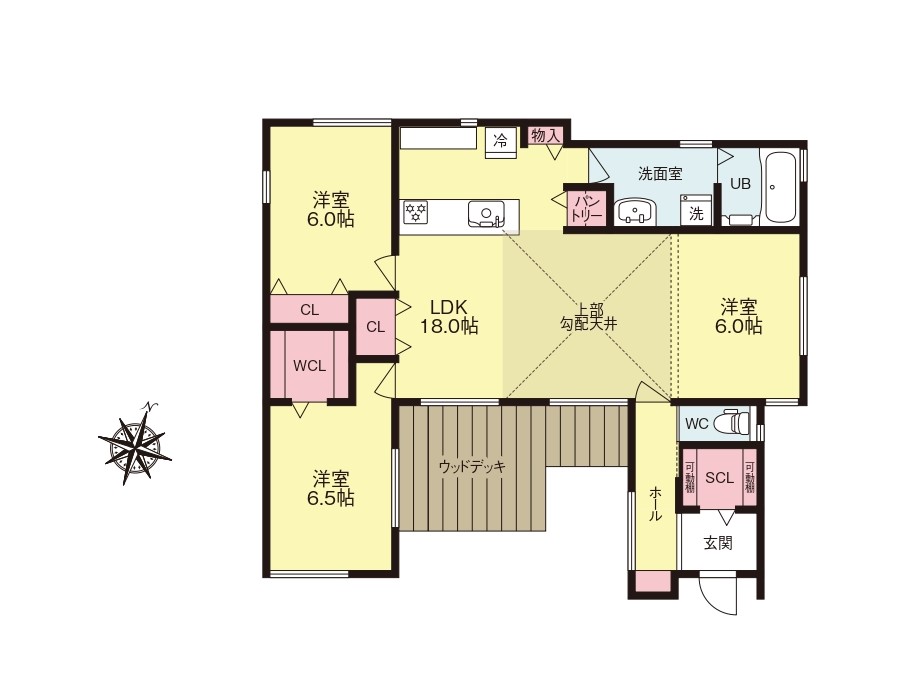 物入
冷
洗面室
UB
洋室
6.0帖
パン
トリー
洗
CL
CL
LDK
18.0帖
上部
勾配天井
洋室
6.0帖
WCL
N
WC
ウッドデッキ
洋室
6.5帖
ホール
可動棚
SCL
可動棚
玄関